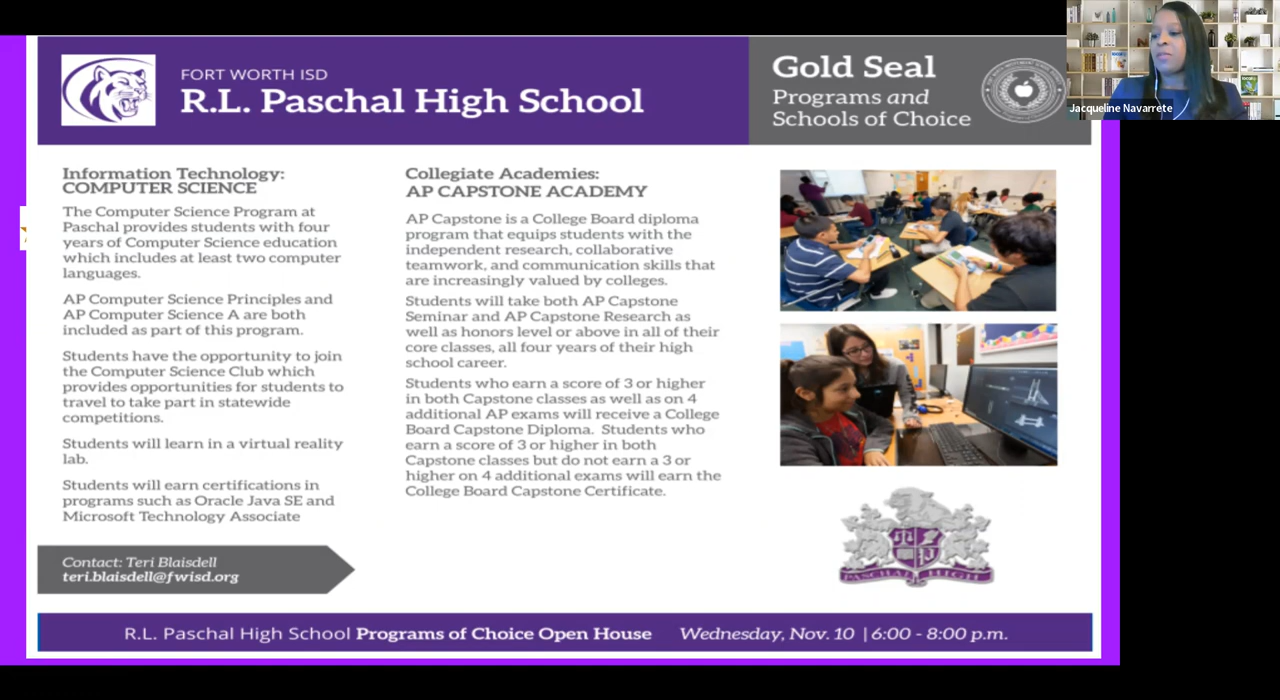 FORT WORTH ISD
R.L. Paschal High School
Gold Seal
Programs and
Schools of Choice
Jacqueline Navarrete
Information Technology:
COMPUTER SCIENCE
The Computer Science Program at
Paschal provides students with four
years of Computer Science education
which includes at least two computer
languages.
AP Computer Science Principles and
AP Computer Science A are both
included as part of this program.
Students have the opportunity to join
the Computer Science Club which
provides opportunities for students to
travel to take part in statewide
competitions.
Students will learn in a virtual reality
lab.
Students will earn certifications in
programs such as Oracle Java SE and
Microsoft Technology Associate
Contact: Teri Blaisdell
teri.blaisdell@fwisd.org
Collegiate Academies:
AP CAPSTONE ACADEMY
AP Capstone is a College Board diploma
program that equips students with the
independent research, collaborative
teamwork, and communication skills that
are increasingly valued by colleges.
Students will take both AP Capstone
Seminar and AP Capstone Research as
well as honors level or above in all of their
core classes, all four years of their high
school career.
Students who earn a score of 3 or higher
in both Capstone classes as well as on 4
additional AP exams will receive a College
Board Capstone Diploma. Students who
earn a score of 3 or higher in both
Capstone classes but do not earn a 3 or
higher on 4 additional exams will earn the
College Board Capstone Certificate.
PASCHAL HIGH
R.L. Paschal High School Programs of Choice Open House Wednesday, Nov. 10 | 6:00 - 8:00 p.m.